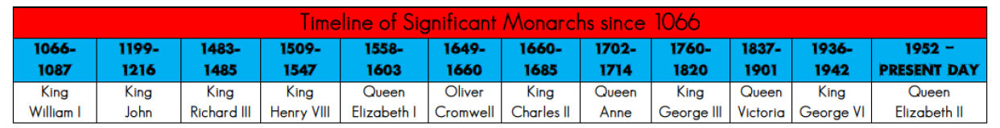 Timeline of Significant Monarchs since 1066
1066- 1199- 1483- 1509- 1558- 1649- 1660- 1702- 1760- 1837- 1936- 1952 –
1087 1216 1485 1547 1603 1660 1685 1714 1820 1901 1942 PRESENT DAY
King King King King Queen Oliver King Queen King Queen King Queen
William I John Richard III Henry VIII Elizabeth I Cromwell Charles II Anne George III Victoria George VI Elizabeth II